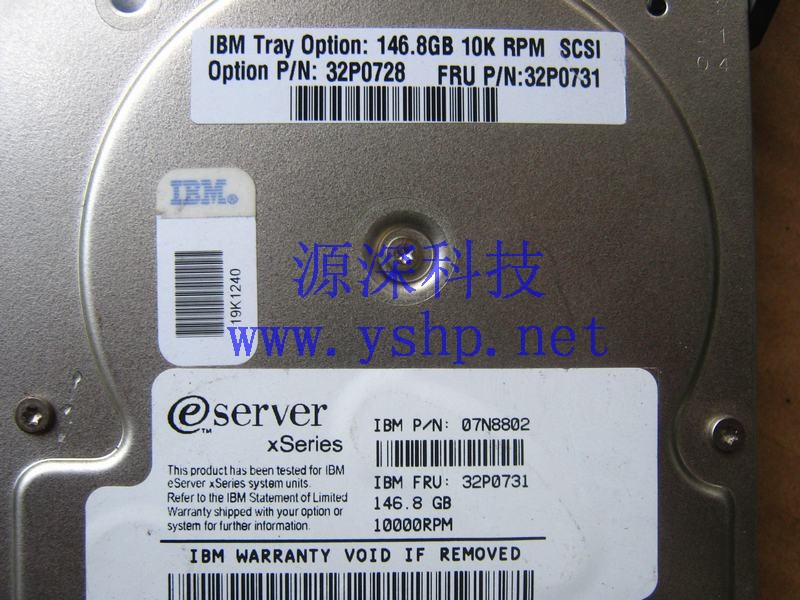 IBM Tray Option: 146.8GB 10K RPM SCSI
Option P/N: 32P0728 FRU P/N:32P0731
1
04
IBM®
19K1240
源深科技
www.yshp.net
eserver™
xSeries
This product has been tested for IBM
eServer xSeries system units.
Refer to the IBM Statement of Limited
Warranty shipped with your option or
system for further information.
IBM P/N: 07N8802
IBM FRU: 32P0731
146.8 GB
10000RPM
IBM WARRANTY VOID IF REMOVED